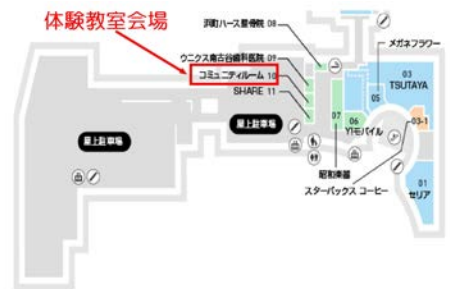 体験教室会場
浜町ハース整骨院 08
ウニクス南古谷歯科医院 09
コミュニティルーム 10
SHARE 11
メガネフラワー
03
TSUTAYA
05
03-1
07
06
Y!モバイル
屋上駐車場
屋上駐車場
昭和楽器
スターバックス コーヒー
01
セリア